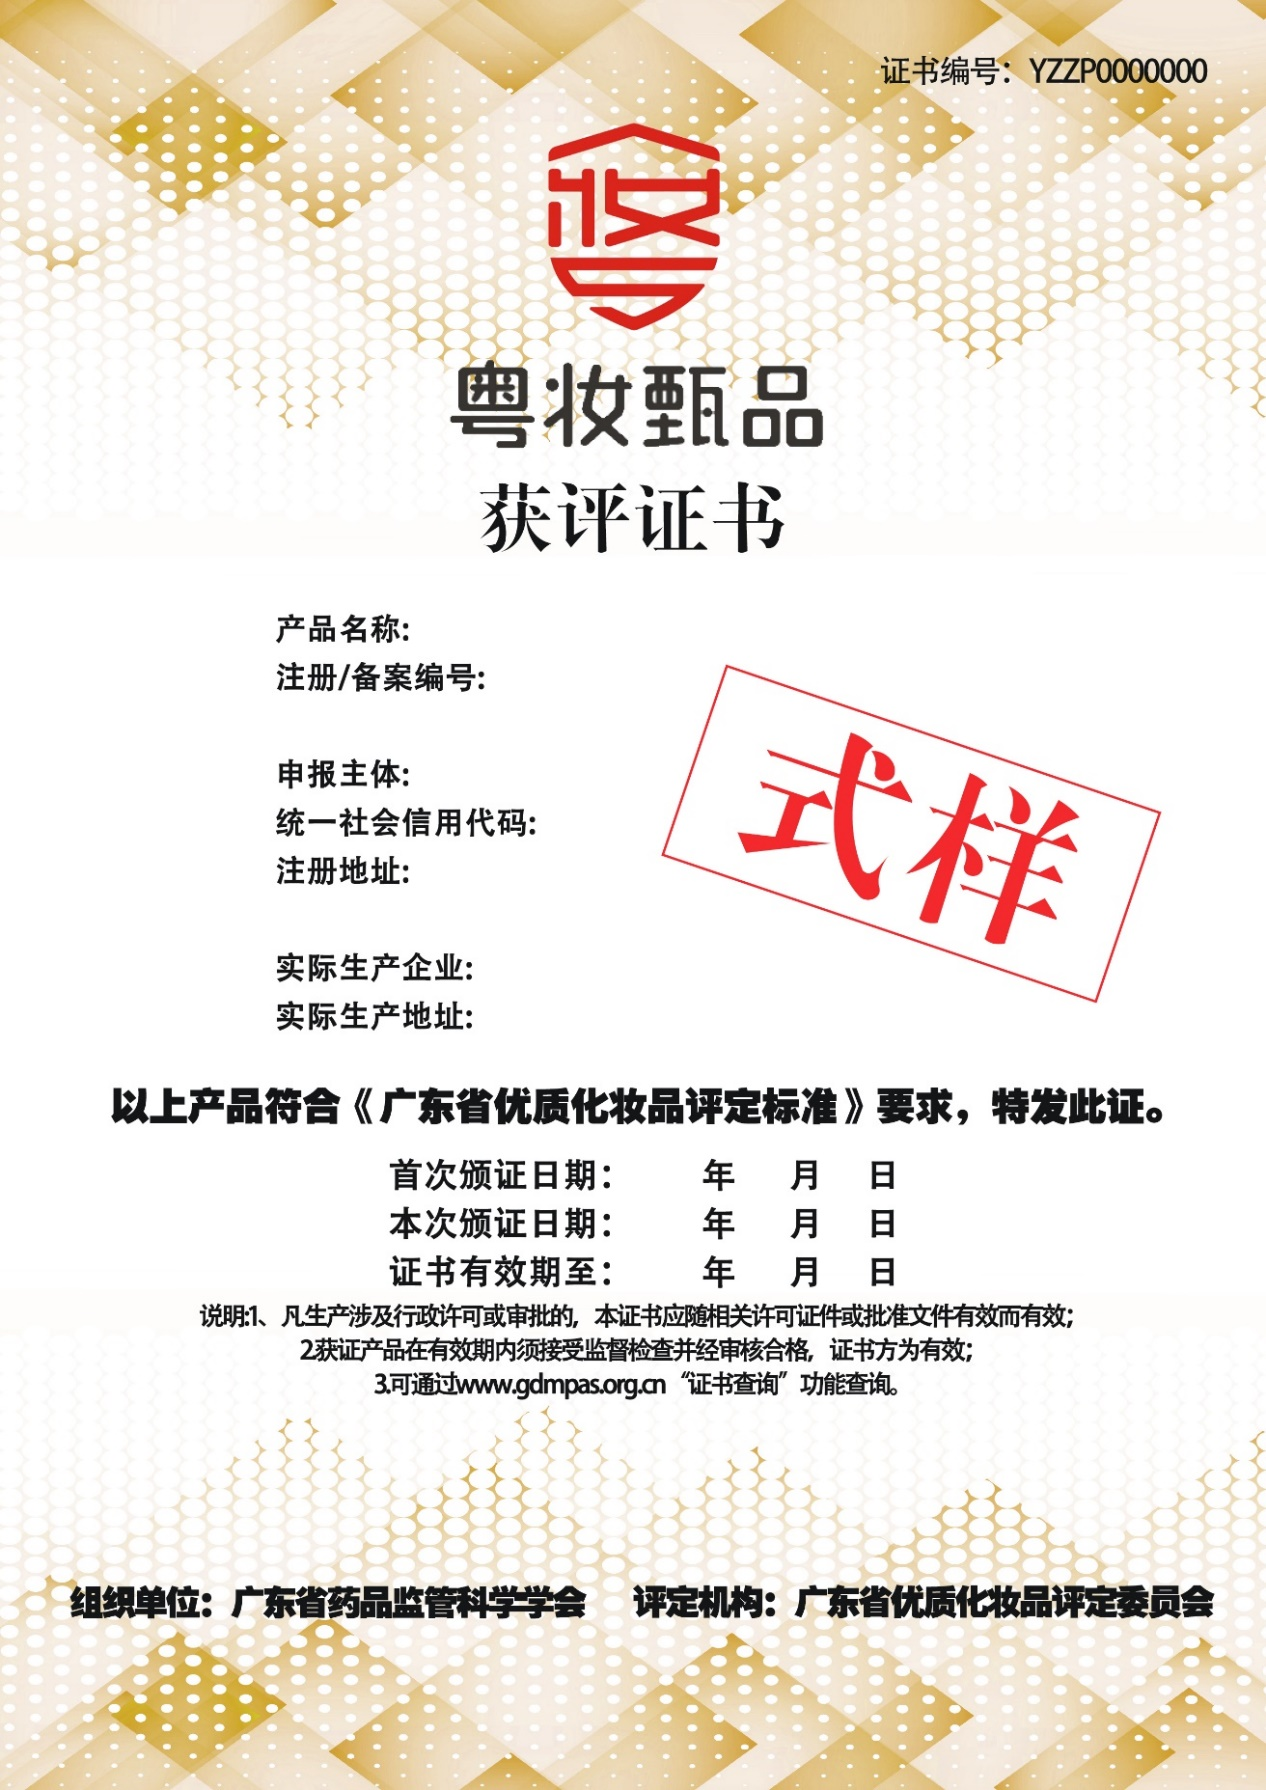 证书编号：YZZP0000000
粤妆甄品
获评证书
产品名称:
注册/备案编号:
申报主体:
统一社会信用代码:
注册地址:
式样
实际生产企业:
实际生产地址:
以上产品符合《广东省优质化妆品评定标准》要求，特发此证。
首次颁证日期： 年 月 日
本次颁证日期： 年 月 日
证书有效期至： 年 月 日
说明:1、凡生产涉及行政许可或审批的，本证书应随相关许可证件或批准文件有效而有效；
2.获证产品在有效期内须接受监督检查并经审核合格，证书方为有效；
3.可通过www.gdmpas.org.cn“证书查询”功能查询。
组织单位：广东省药品监管科学学会 评定机构：广东省优质化妆品评定委员会